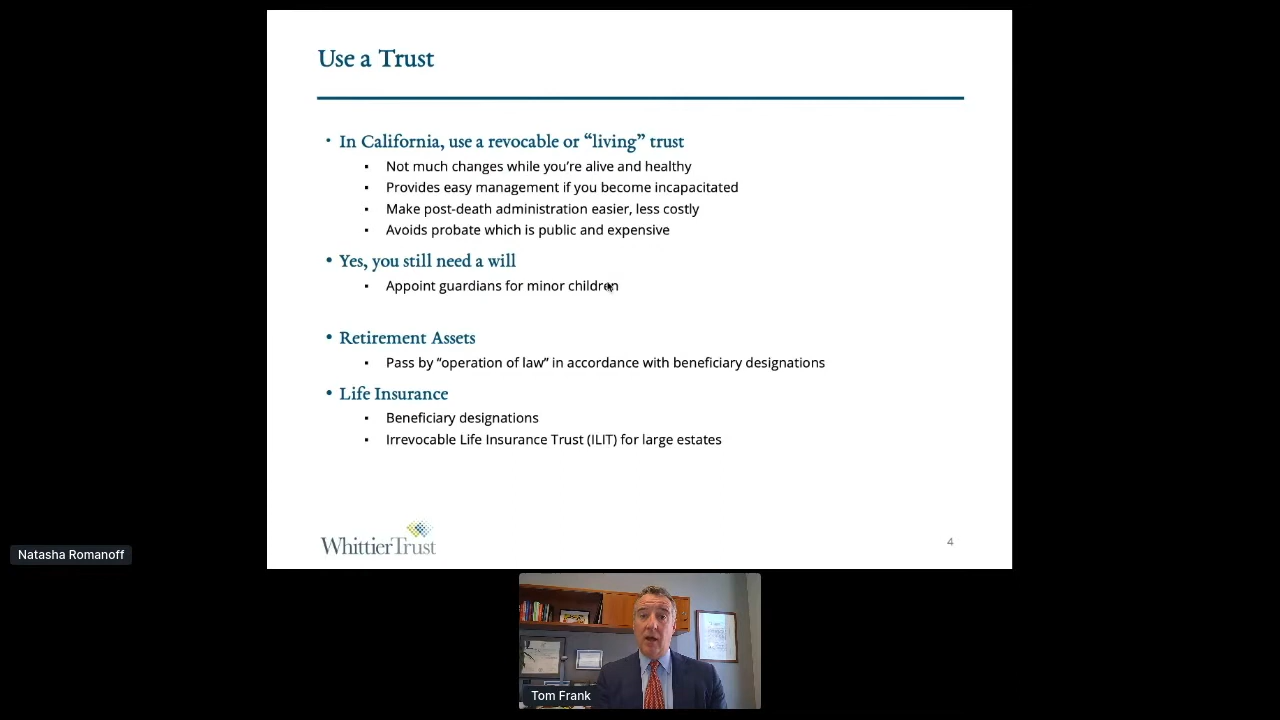 Use a Trust
• In California, use a revocable or “living” trust
▪ Not much changes while you’re alive and healthy
▪ Provides easy management if you become incapacitated
▪ Make post-death administration easier, less costly
▪ Avoids probate which is public and expensive
• Yes, you still need a will
▪ Appoint guardians for minor children
• Retirement Assets
▪ Pass by “operation of law” in accordance with beneficiary designations
• Life Insurance
▪ Beneficiary designations
▪ Irrevocable Life Insurance Trust (ILIT) for large estates
WhittierTrust
4
Natasha Romanoff
Tom Frank